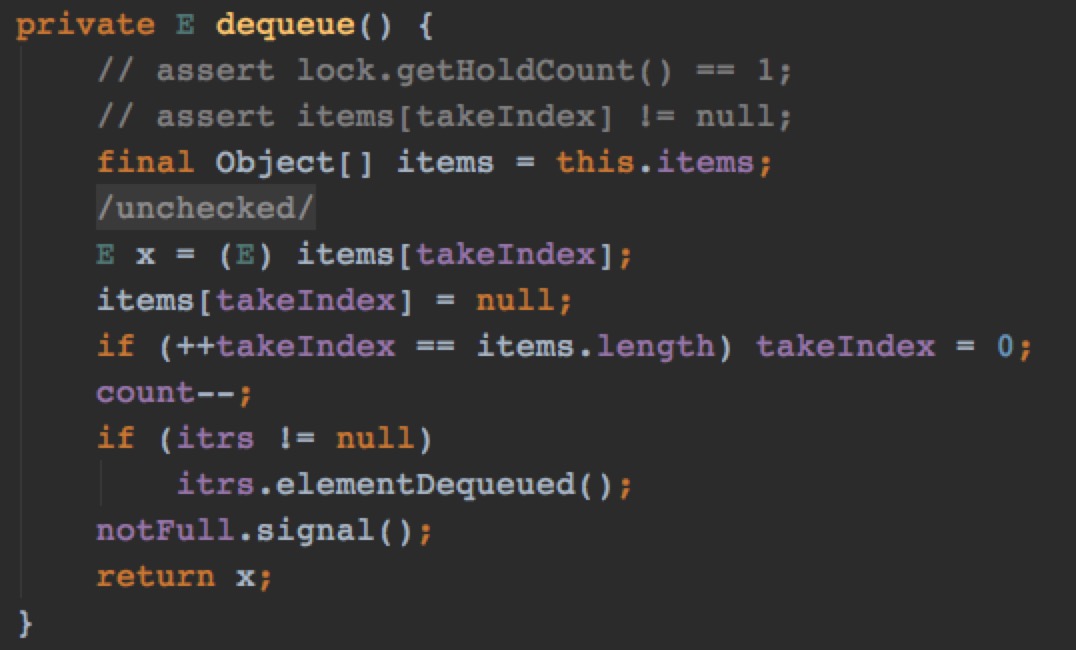 private E dequeue() {
// assert lock.getHoldCount() == 1;
// assert items[takeIndex] != null;
final Object[] items = this.items;
/unchecked/
E x = (E) items[takeIndex];
items[takeIndex] = null;
if (++takeIndex == items.length) takeIndex = 0;
count--;
if (itrs != null)
itrs.elementDequeued();
notFull.signal();
return x;
}